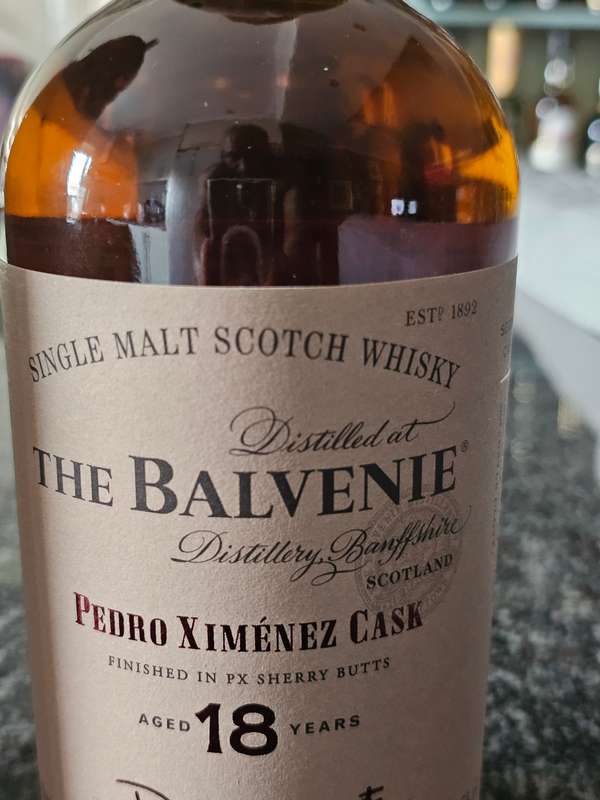 ESTD 1892
SINGLE MALT SCOTCH WHISKY
Distilled at
THE BALVENIE®
Distillery, Banffshire
SCOTLAND
PEDRO XIMÉNEZ CASK
FINISHED IN PX SHERRY BUTTS
AGED 18 YEARS